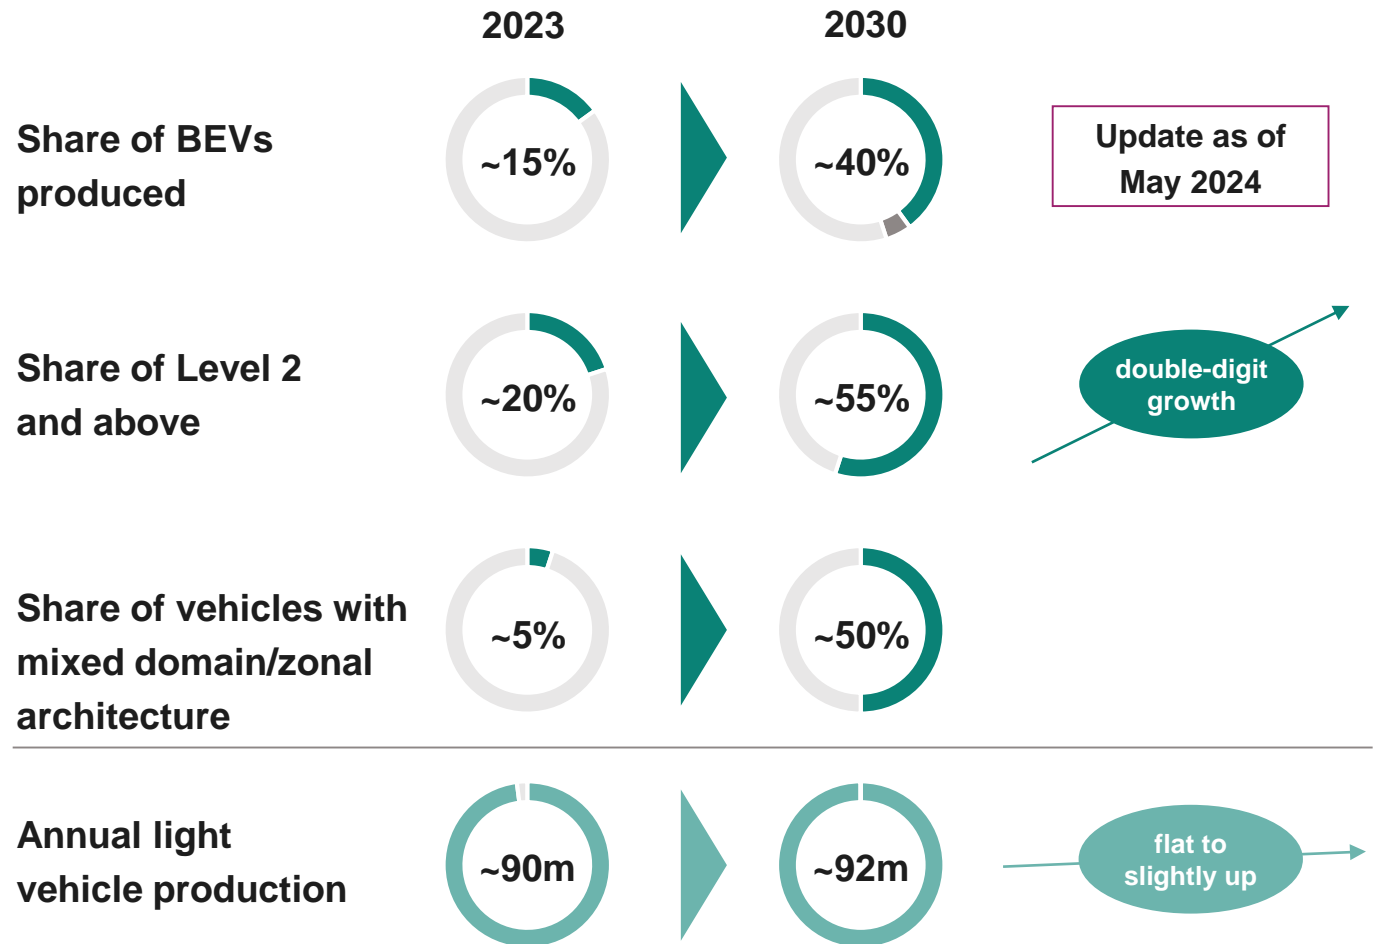 2023
2030
Share of BEVs
produced
~15%
~40%
Update as of
May 2024
Share of Level 2
and above
~20%
~55%
double-digit
growth
Share of vehicles with
mixed domain/zonal
architecture
~5%
~50%
Annual light
vehicle production
~90m
~92m
flat to
slightly up